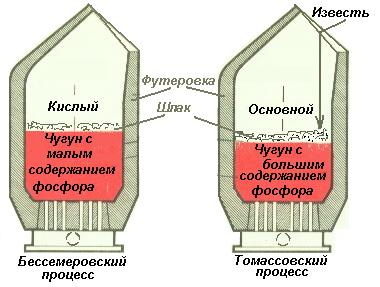 Известь
Футеровка
Кислый
Основной
Шлак
Чугун с
малым
содержанием
фосфора
Чугун с
большим
содержанием
фосфора
Бессемеровский
процесс
Томассовский
процесс